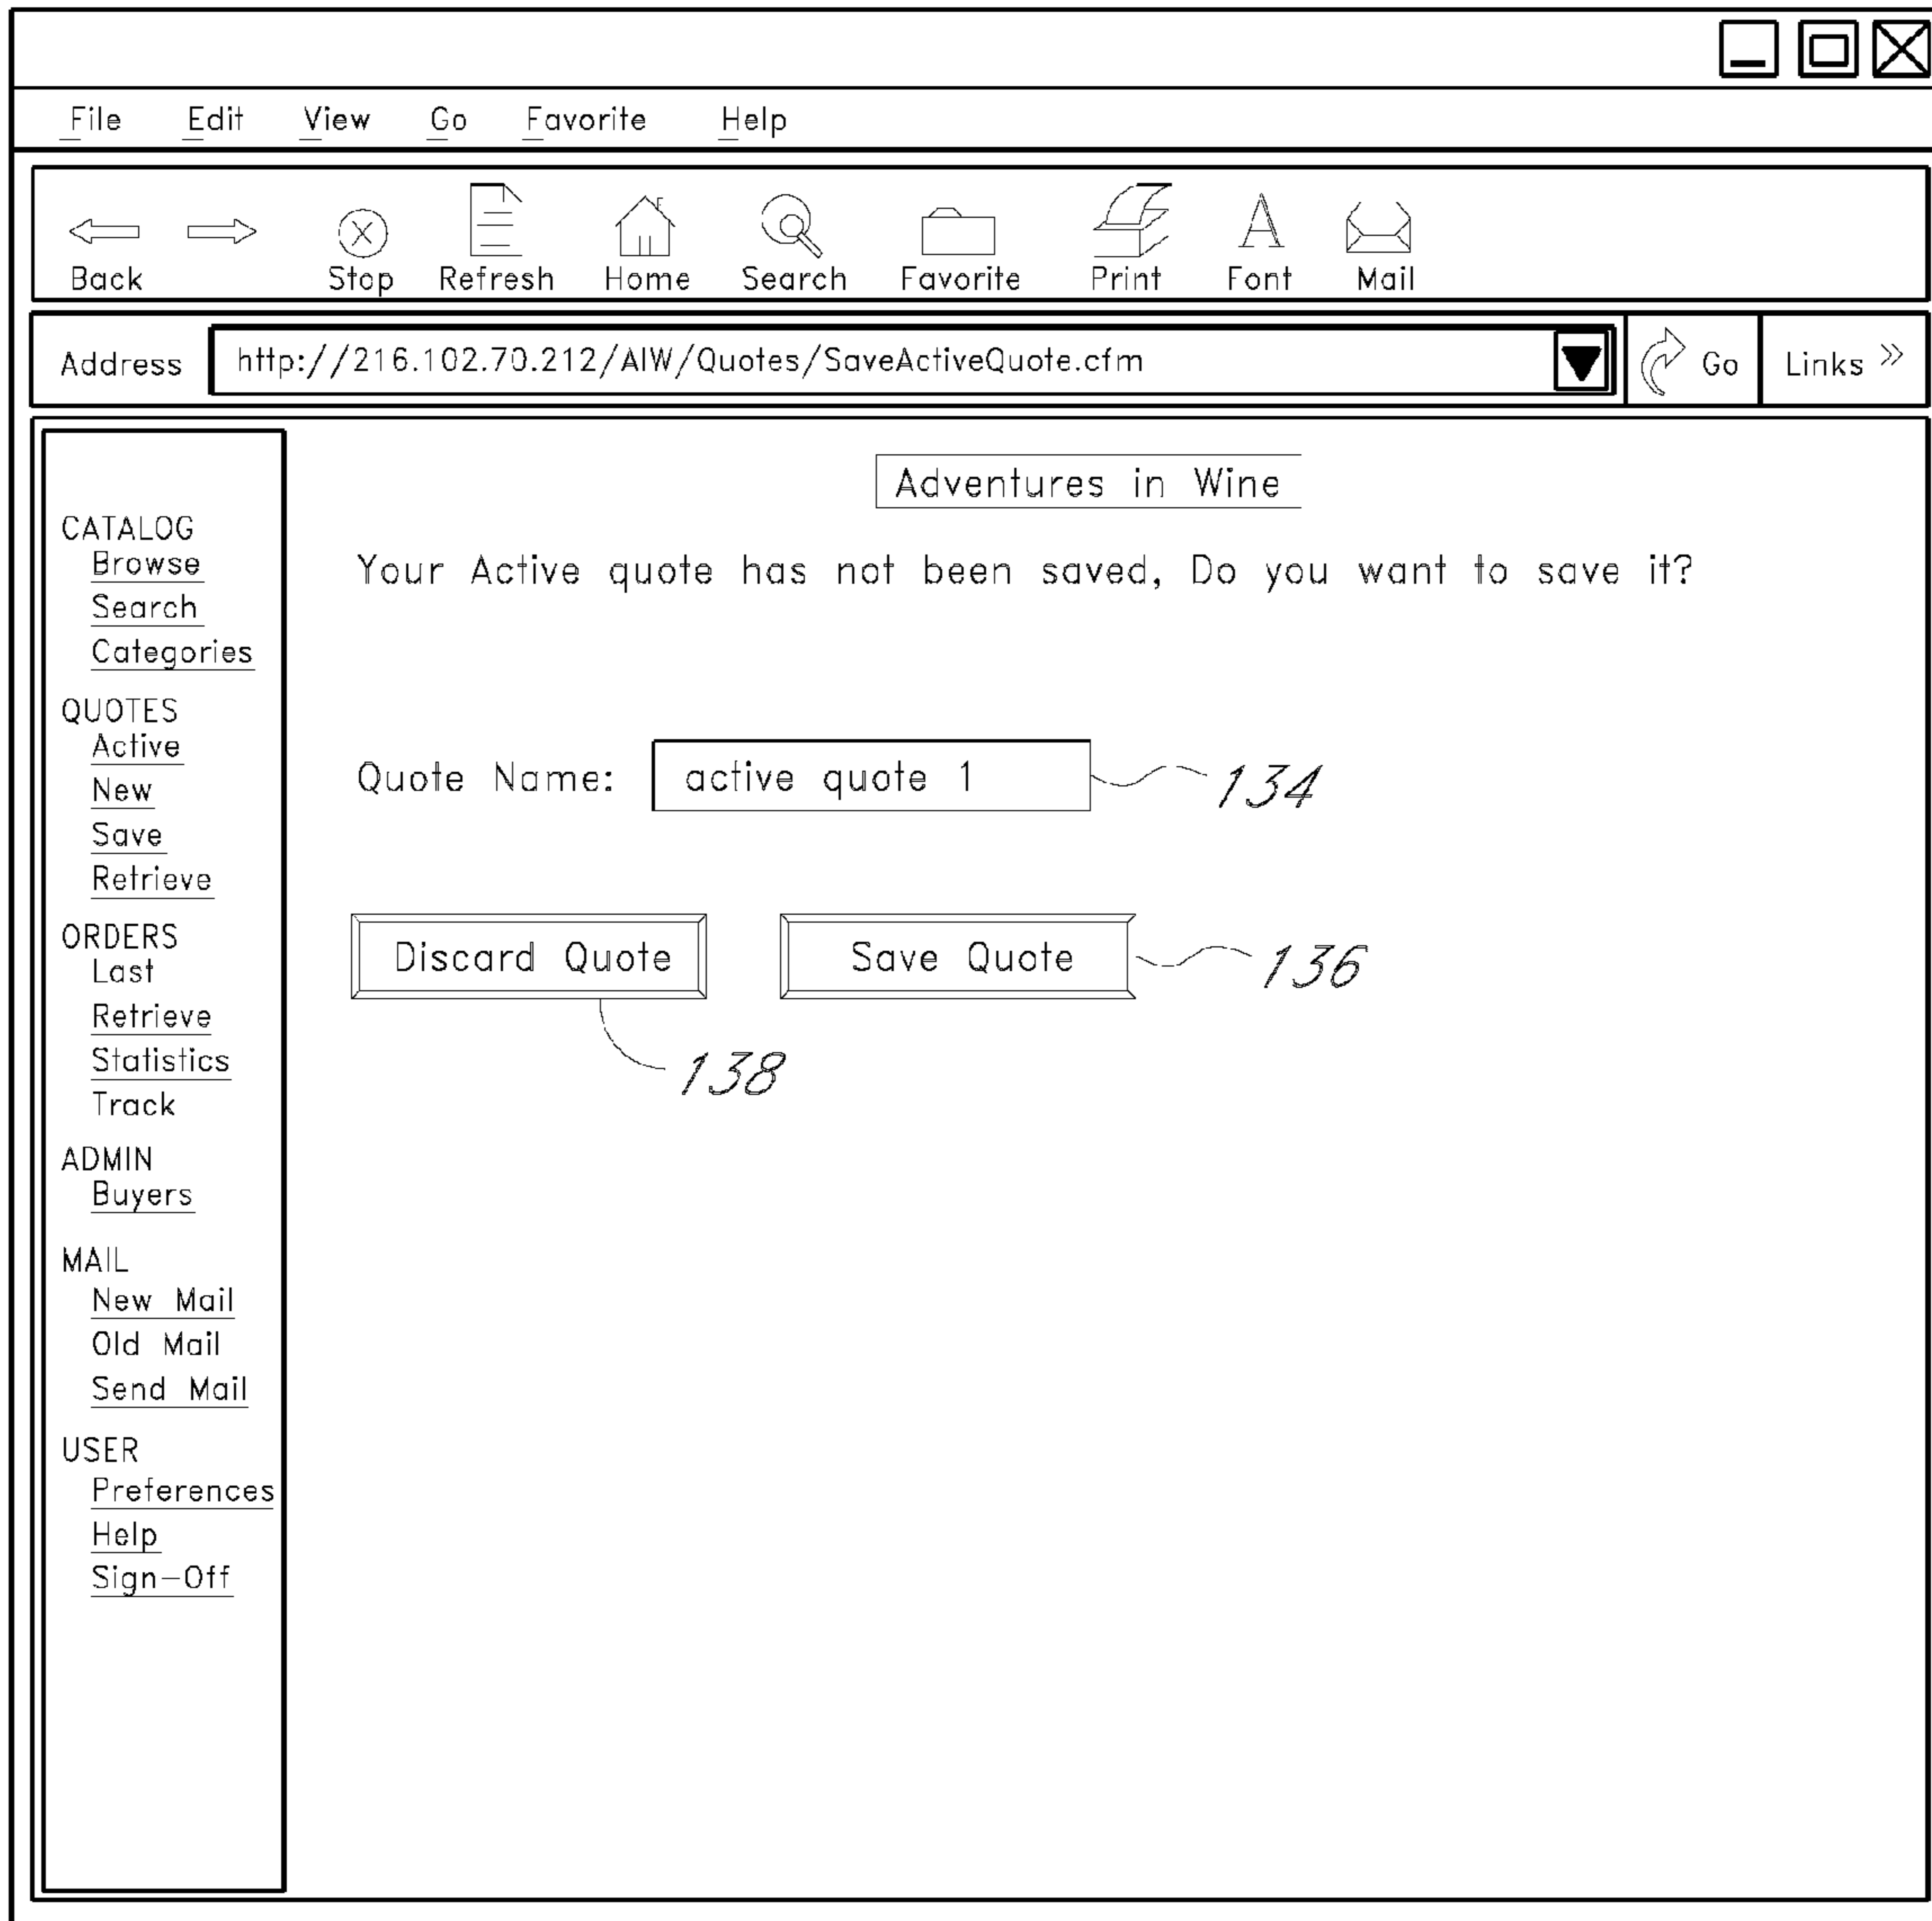 File Edit View Go Favorite Help
Back Stop Refresh Home Search Favorite Print Font Mail
Address http://216.102.70.212/AIW/Quotes/SaveActiveQuote.cfm Go Links »
Adventures in Wine
Your Active quote has not been saved, Do you want to save it?
Quote Name: active quote 1 134
Discard Quote Save Quote 136
138
CATALOG
Browse
Search
Categories
QUOTES
Active
New
Save
Retrieve
ORDERS
Last
Retrieve
Statistics
Track
ADMIN
Buyers
MAIL
New Mail
Old Mail
Send Mail
USER
Preferences
Help
Sign-Off